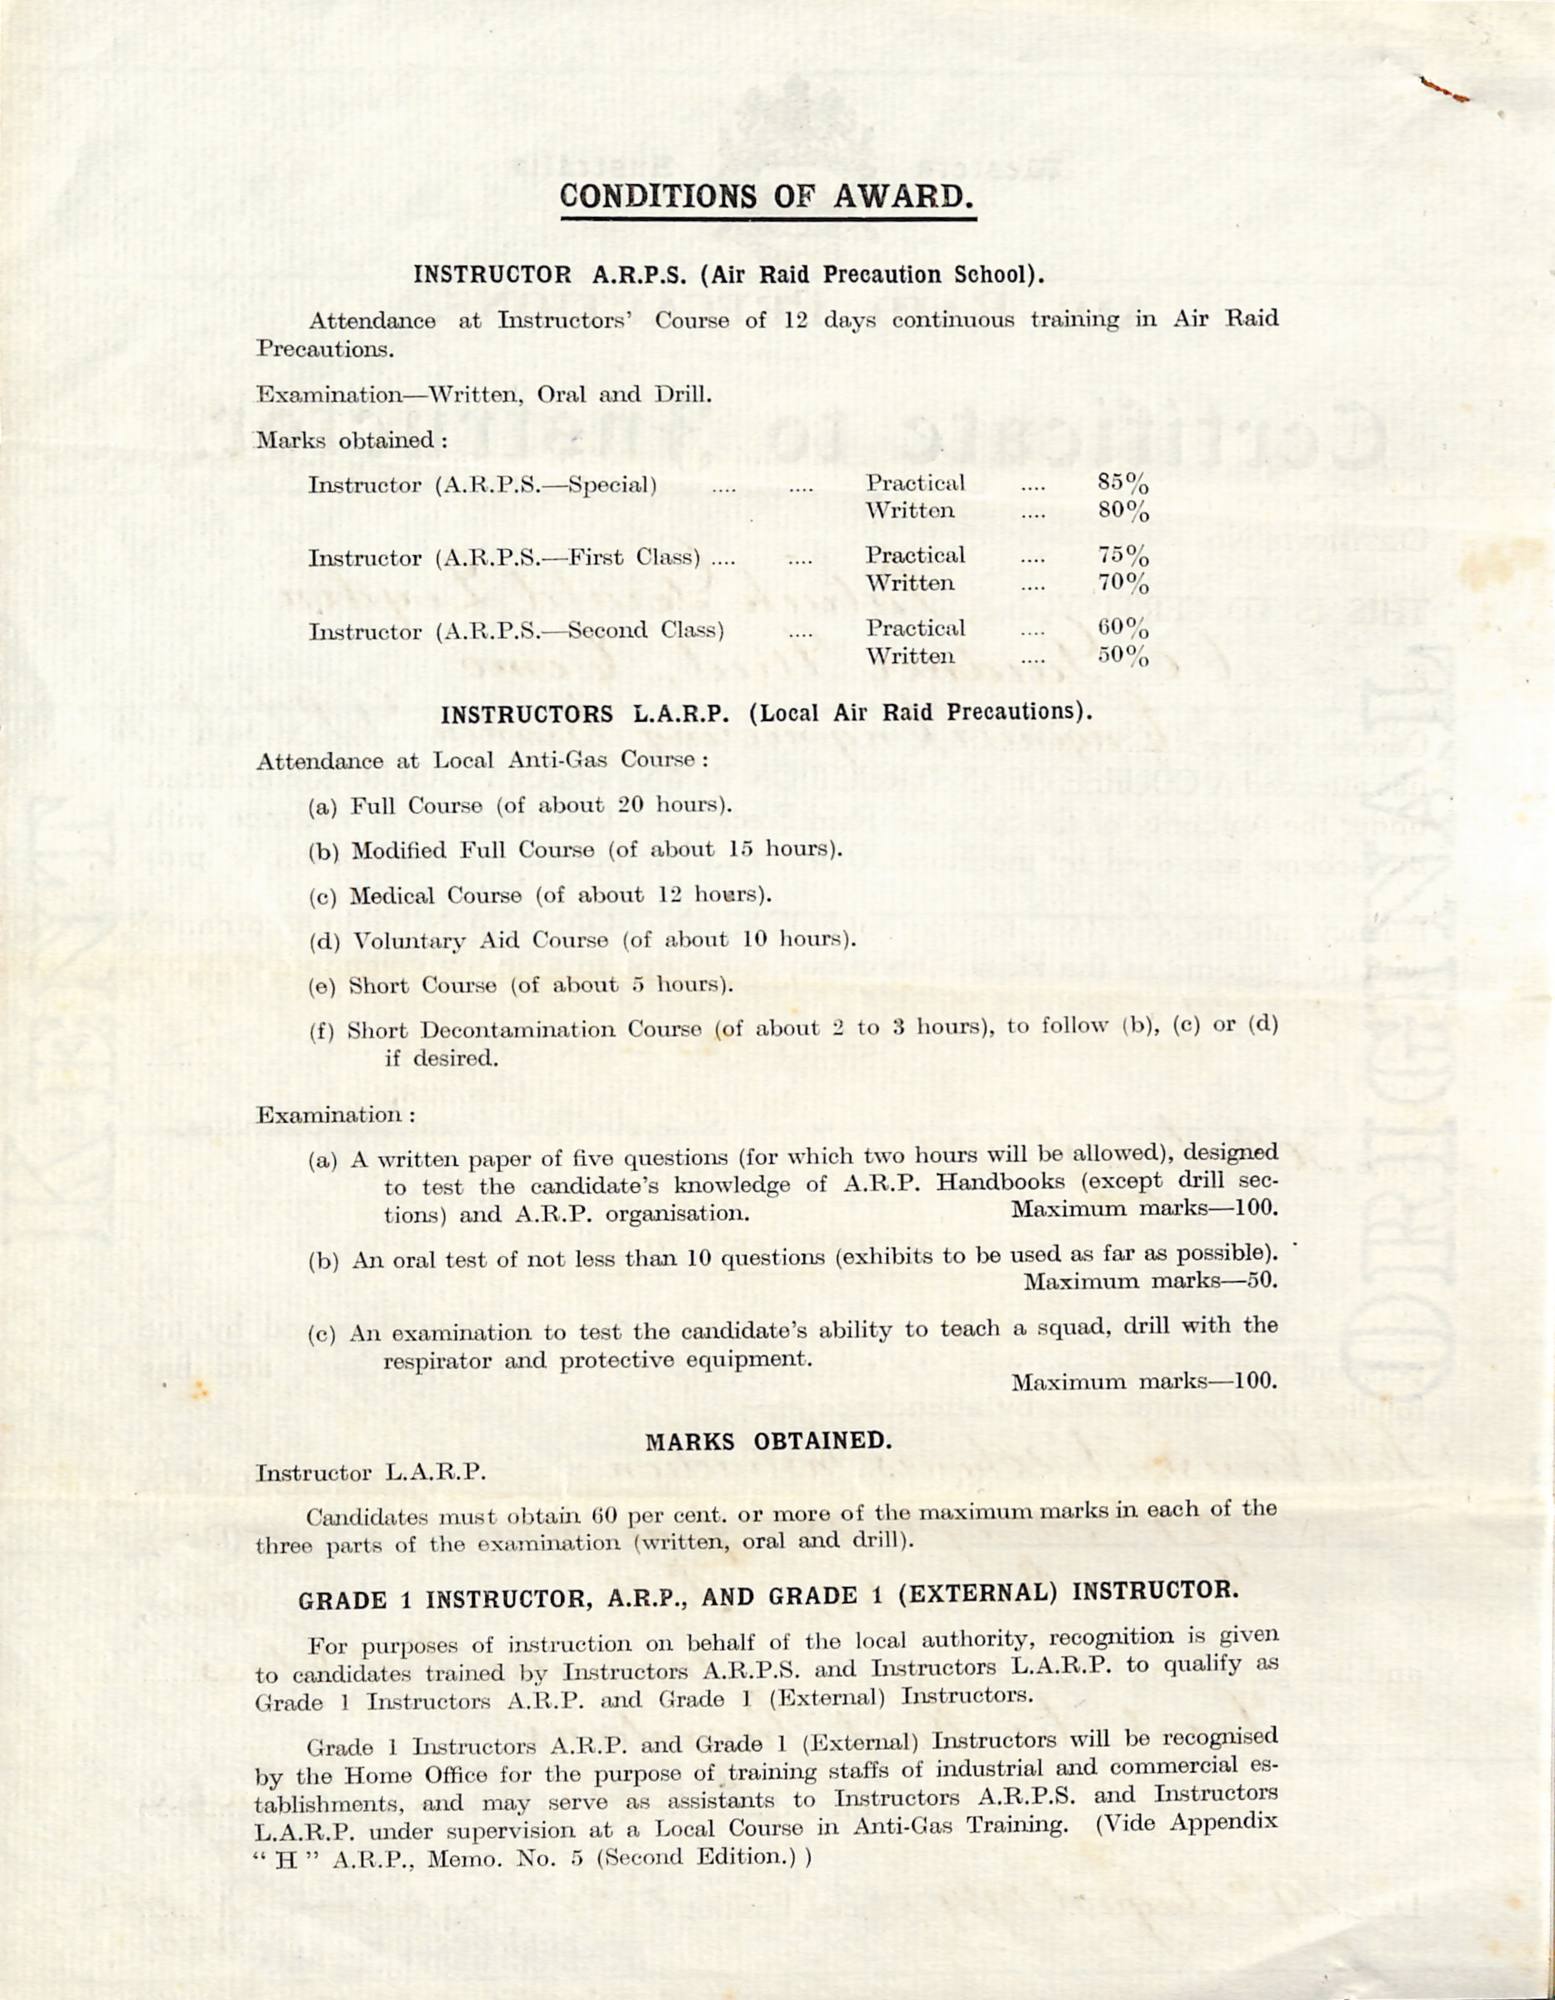 CONDITIONS OF AWARD.
INSTRUCTOR A.R.P.S. (Air Raid Precaution School).
Attendance at Instructors' Course of 12 days continuous training in Air Raid
Precautions.
Examination—Written, Oral and Drill.
Marks obtained :
Instructor (A.R.P.S.—Special) .... .... Practical .... 85%
Written .... 80%
Instructor (A.R.P.S.—First Class) .... .... Practical .... 75%
Written .... 70%
Instructor (A.R.P.S.—Second Class) .... Practical .... 60%
Written .... 50%
INSTRUCTORS L.A.R.P. (Local Air Raid Precautions).
Attendance at Local Anti-Gas Course :
(a) Full Course (of about 20 hours).
(b) Modified Full Course (of about 15 hours).
(c) Medical Course (of about 12 hours).
(d) Voluntary Aid Course (of about 10 hours).
(e) Short Course (of about 5 hours).
(f) Short Decontamination Course (of about 2 to 3 hours), to follow (b), (c) or (d)
if desired.
Examination :
(a) A written paper of five questions (for which two hours will be allowed), designed
to test the candidate's knowledge of A.R.P. Handbooks (except drill sec-
tions) and A.R.P. organisation. Maximum marks—100.
(b) An oral test of not less than 10 questions (exhibits to be used as far as possible).
Maximum marks—50.
(c) An examination to test the candidate's ability to teach a squad, drill with the
respirator and protective equipment.
Maximum marks—100.
MARKS OBTAINED.
Instructor L.A.R.P.
Candidates must obtain 60 per cent. or more of the maximum marks in each of the
three parts of the examination (written, oral and drill).
GRADE 1 INSTRUCTOR, A.R.P., AND GRADE 1 (EXTERNAL) INSTRUCTOR.
For purposes of instruction on behalf of the local authority, recognition is given
to candidates trained by Instructors A.R.P.S. and Instructors L.A.R.P. to qualify as
Grade 1 Instructors A.R.P. and Grade 1 (External) Instructors.
Grade 1 Instructors A.R.P. and Grade 1 (External) Instructors will be recognised
by the Home Office for the purpose of training staffs of industrial and commercial es-
tablishments, and may serve as assistants to Instructors A.R.P.S. and Instructors
L.A.R.P. under supervision at a Local Course in Anti-Gas Training. (Vide Appendix
“ H ” A.R.P., Memo. No. 5 (Second Edition.) )